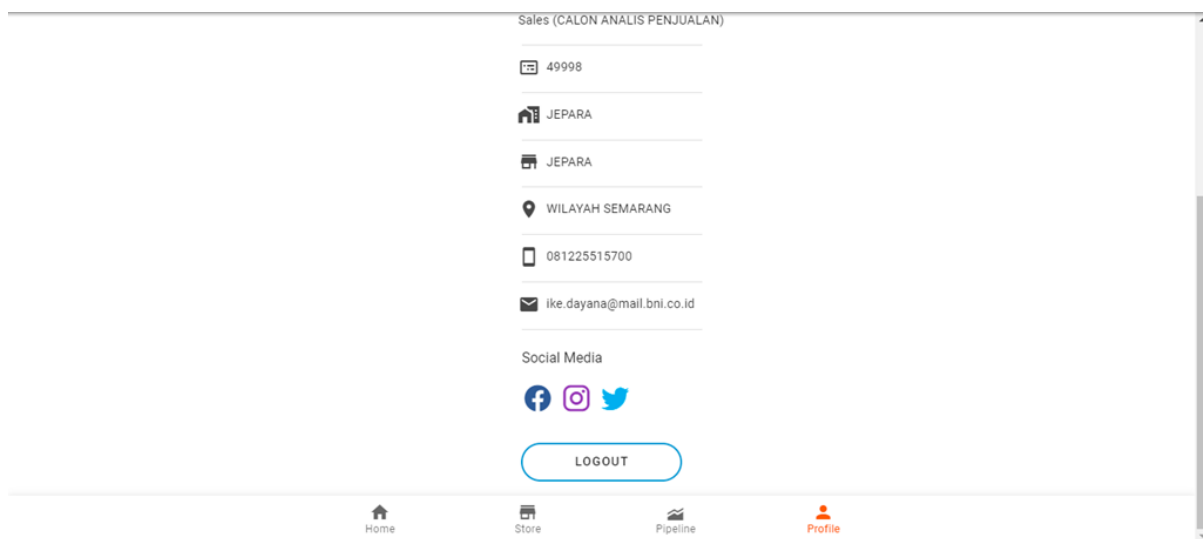 Sales (CALON ANALIS PENJUALAN)
49998
JEPARA
JEPARA
WILAYAH SEMARANG
081225515700
ike.dayana@mail.bni.co.id
Social Media
LOGOUT
Home Store Pipeline Profile